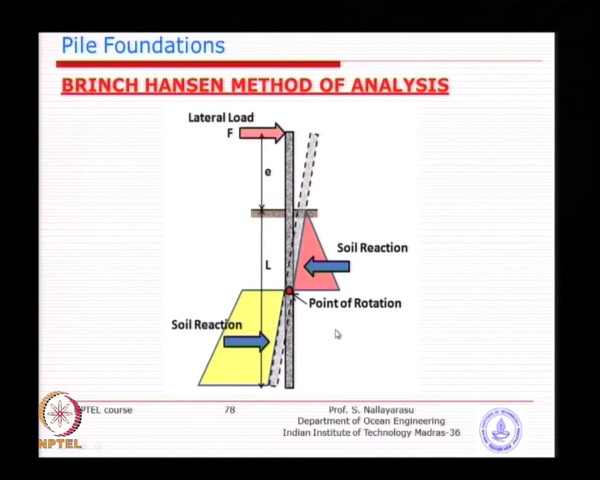 Pile Foundations
BRINCH HANSEN METHOD OF ANALYSIS
Lateral Load
F
e
L
Soil Reaction
Point of Rotation
Soil Reaction
NPTEL course
78
Prof. S. Nallayarasu
Department of Ocean Engineering
Indian Institute of Technology Madras-36
NPTEL